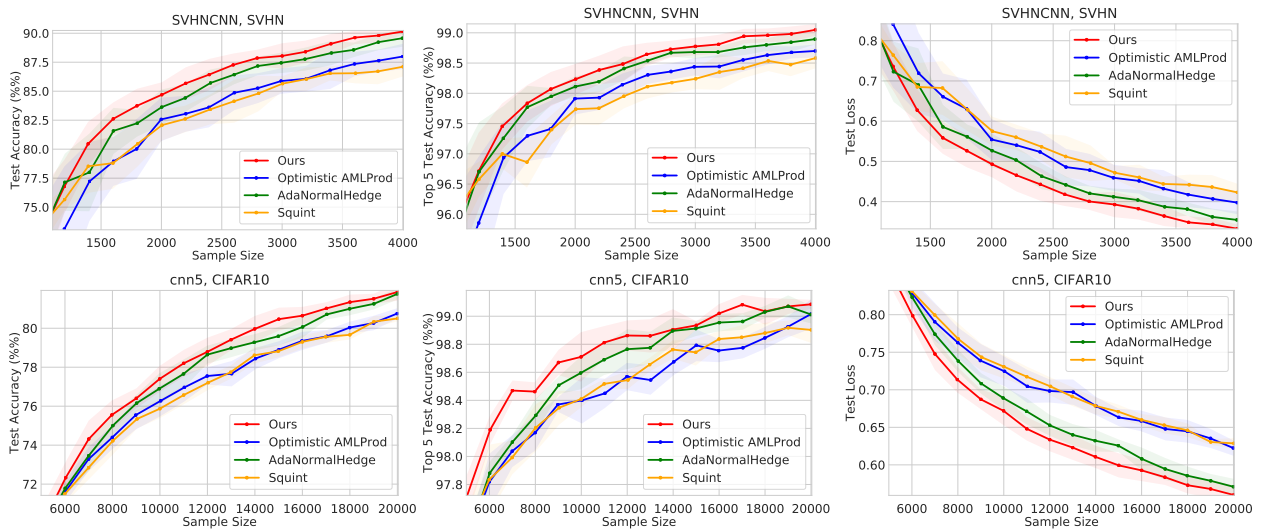 SVHNCNN, SVHN
90.0
87.5
85.0
82.5
80.0
77.5
75.0
Test Accuracy (%%)
1500
2000
2500
3000
3500
4000
Sample Size
Ours
Optimistic AMLProd
AdaNormalHedge
Squint
SVHNCNN, SVHN
99.0
98.5
98.0
97.5
97.0
96.5
96.0
Top 5 Test Accuracy (%%)
1500
2000
2500
3000
3500
4000
Sample Size
Ours
Optimistic AMLProd
AdaNormalHedge
Squint
SVHNCNN, SVHN
0.8
0.7
0.6
0.5
0.4
Test Loss
1500
2000
2500
3000
3500
4000
Sample Size
Ours
Optimistic AMLProd
AdaNormalHedge
Squint
cnn5, CIFAR10
80
78
76
74
72
Test Accuracy (%%)
6000
8000
10000
12000
14000
16000
18000
20000
Sample Size
Ours
Optimistic AMLProd
AdaNormalHedge
Squint
cnn5, CIFAR10
99.0
98.8
98.6
98.4
98.2
98.0
97.8
Top 5 Test Accuracy (%%)
6000
8000
10000
12000
14000
16000
18000
20000
Sample Size
Ours
Optimistic AMLProd
AdaNormalHedge
Squint
cnn5, CIFAR10
0.80
0.75
0.70
0.65
0.60
Test Loss
6000
8000
10000
12000
14000
16000
18000
20000
Sample Size
Ours
Optimistic AMLProd
AdaNormalHedge
Squint